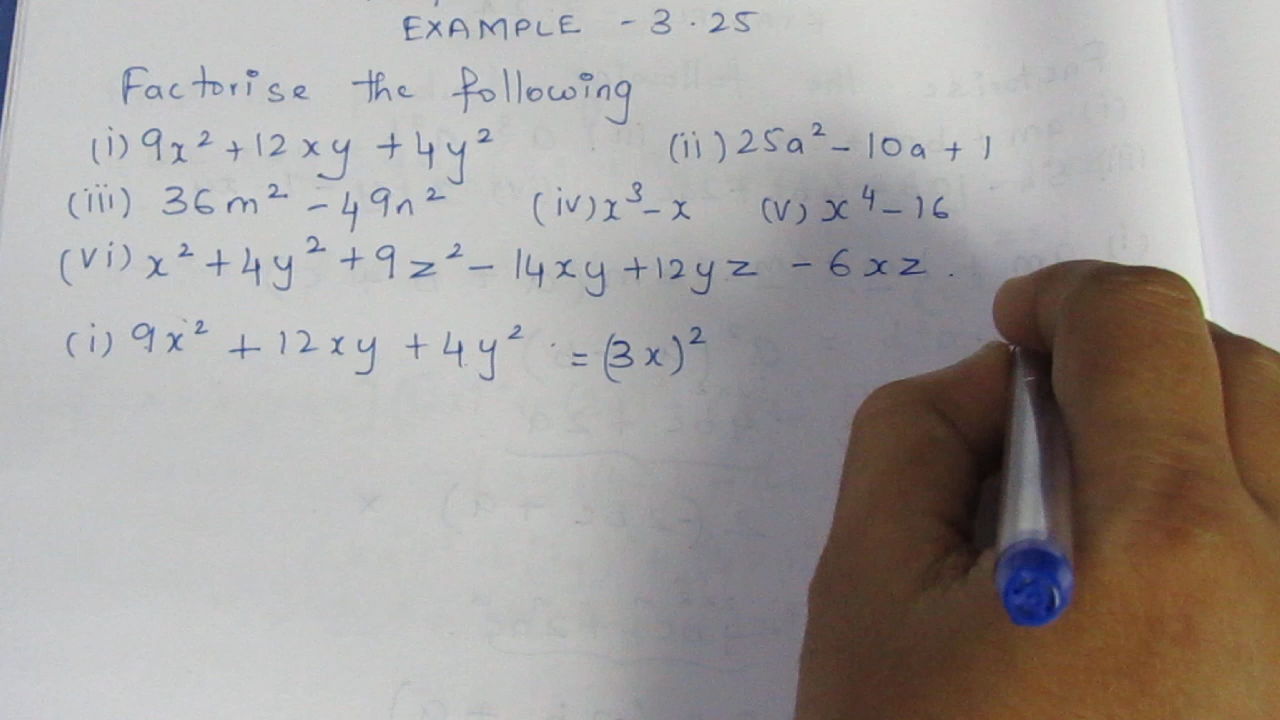 EXAMPLE - 3.25
Factorise the following
(i) 9x² + 12xy + 4y² (ii) 25a² - 10a + 1
(iii) 36m² - 49n² (iv) x³ - x (v) x⁴ - 16
(vi) x² + 4y² + 9z² - 14xy + 12yz - 6xz.
(i) 9x² + 12xy + 4y² = (3x)²